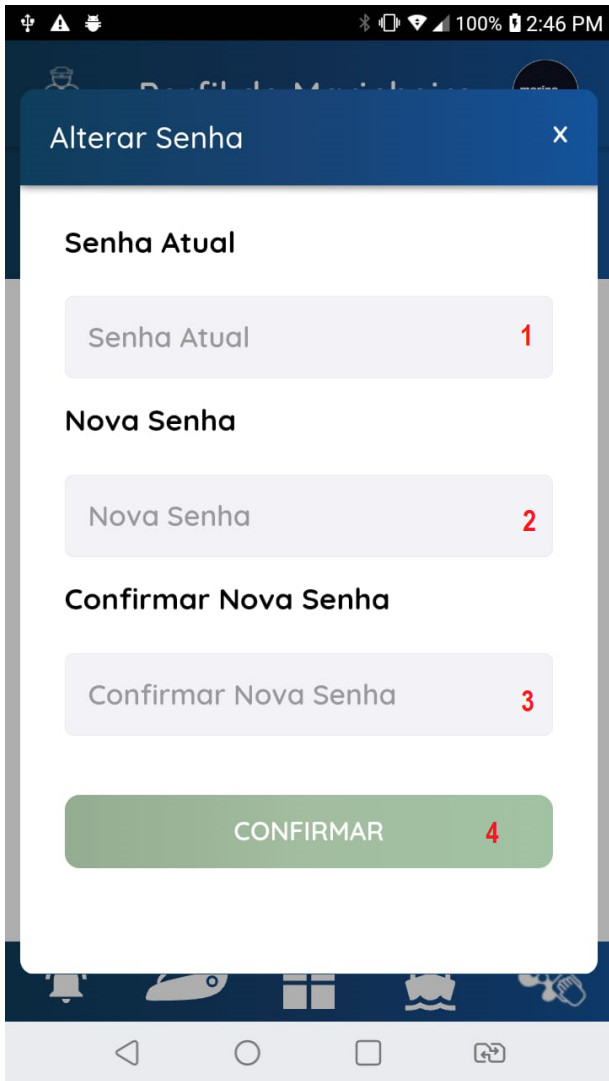 100% 2:46 PM
Alterar Senha x
Senha Atual
Senha Atual 1
Nova Senha
Nova Senha 2
Confirmar Nova Senha
Confirmar Nova Senha 3
CONFIRMAR 4